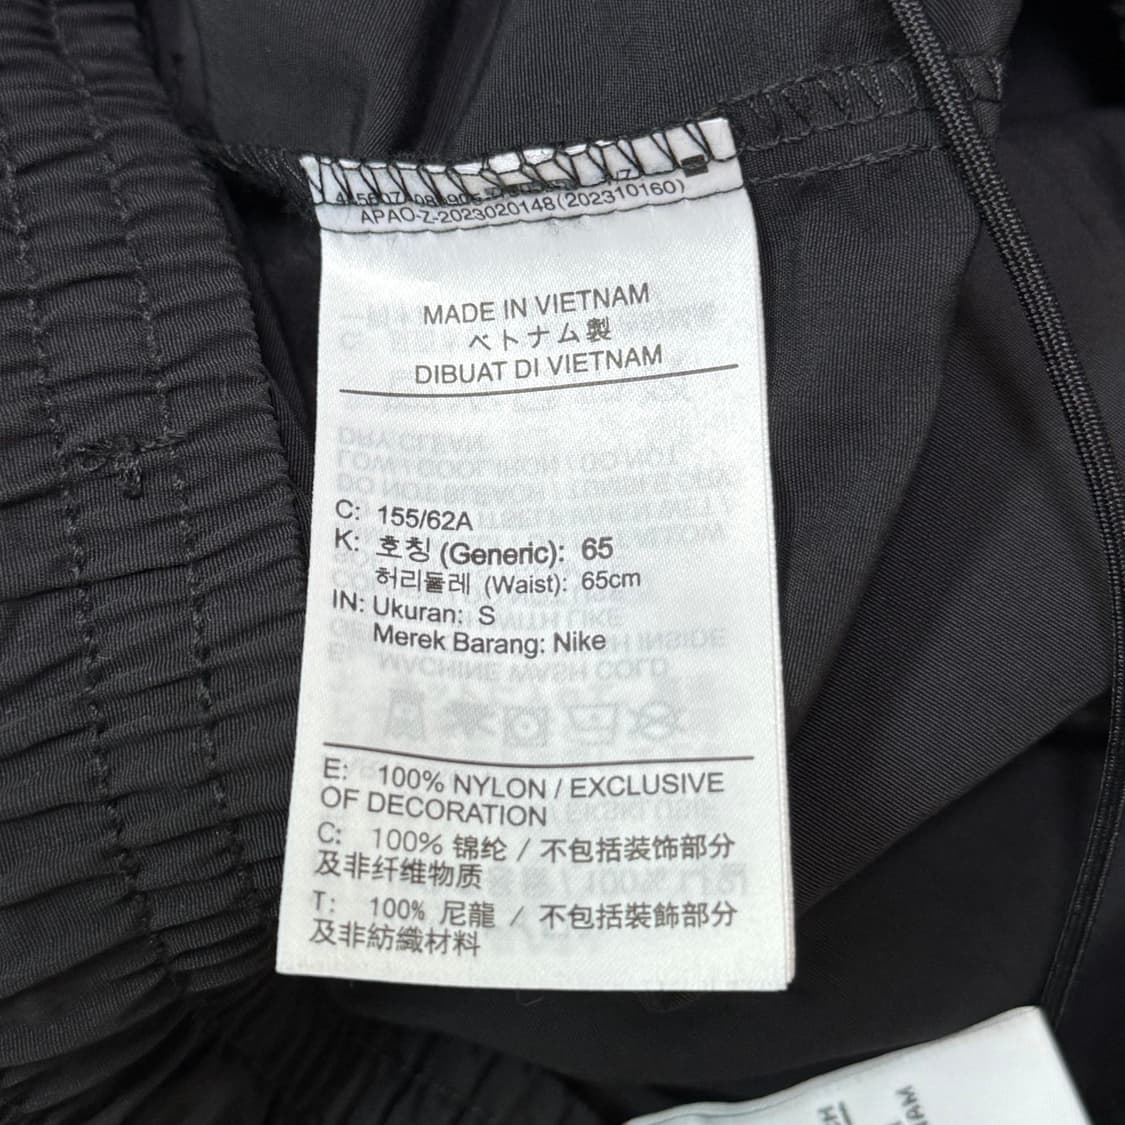 APAO-Z-2023020148(202310160)
MADE IN VIETNAM
ベトナム製
DIBUAT DI VIETNAM
C: 155/62A
K: 호칭 (Generic): 65
허리둘레 (Waist): 65cm
IN: Ukuran: S
Merek Barang: Nike
E: 100% NYLON / EXCLUSIVE
OF DECORATION
C: 100% 锦纶 / 不包括装饰部分
及非纤维物质
T: 100% 尼龍 / 不包括裝飾部分
及非紡織材料